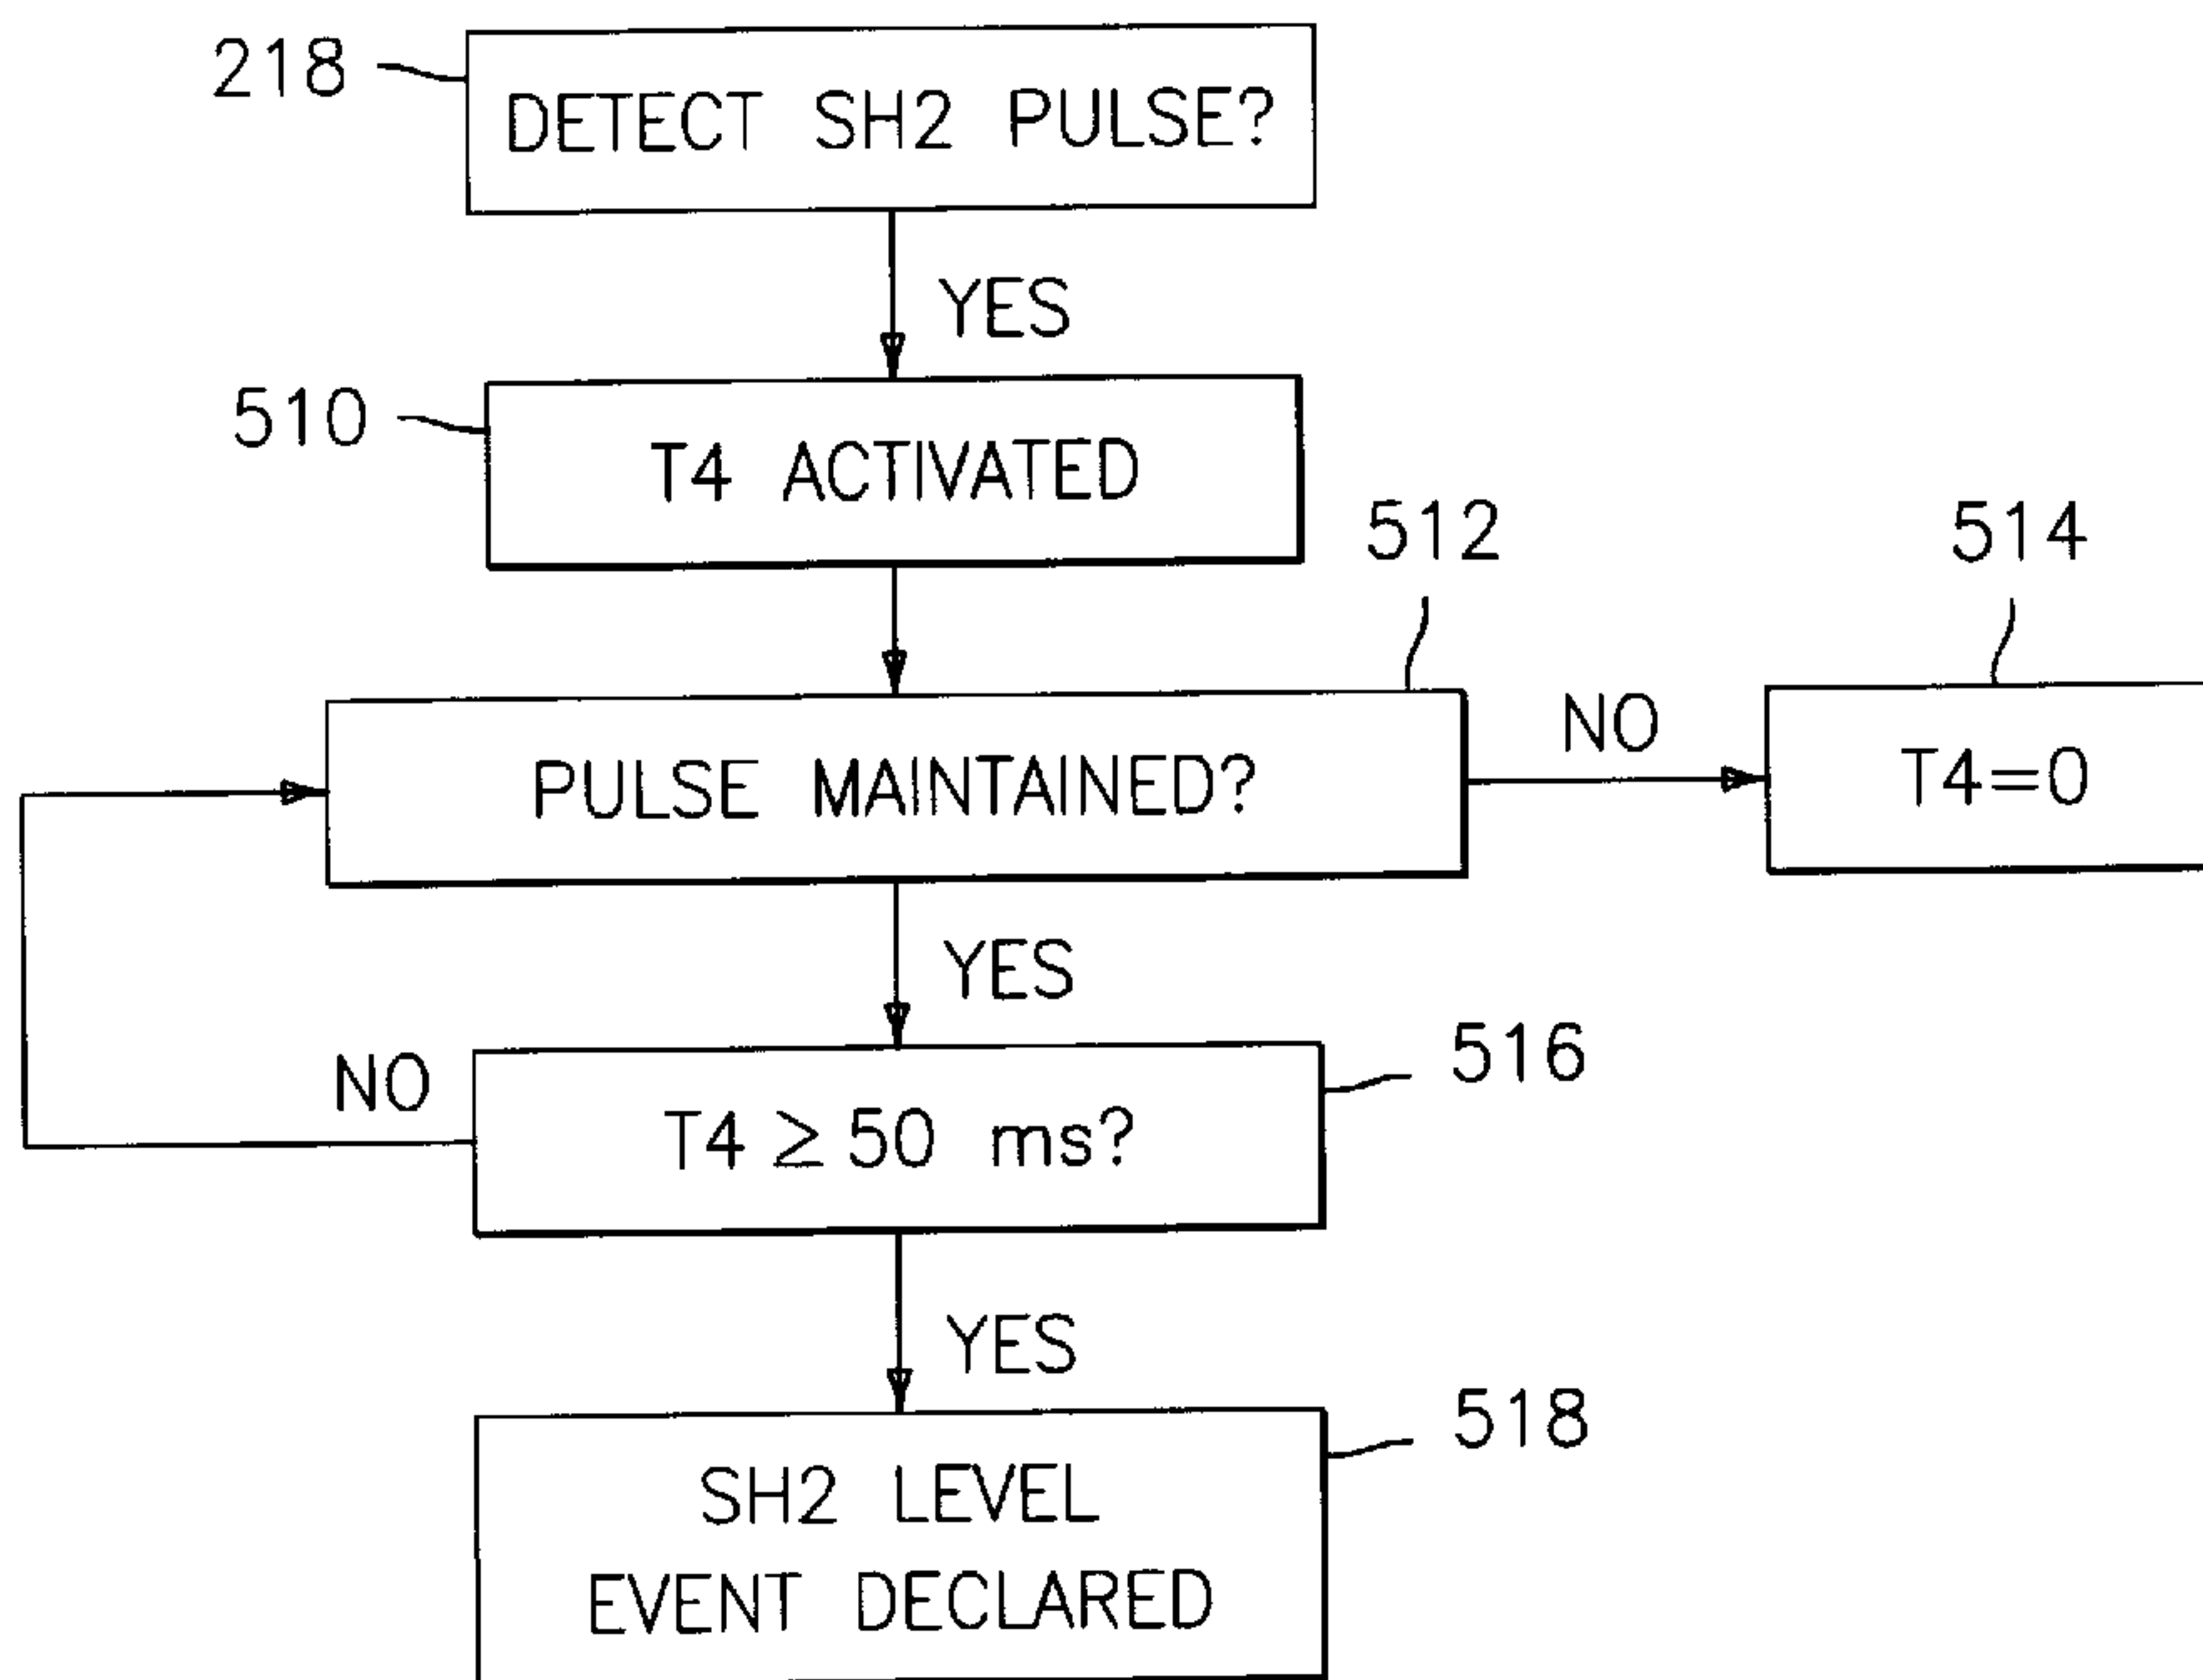 218
DETECT SH2 PULSE?
YES
510
T4 ACTIVATED
512
514
PULSE MAINTAINED?
NO
T4=0
YES
516
NO
T4 ≥ 50 ms?
YES
518
SH2 LEVEL
EVENT DECLARED